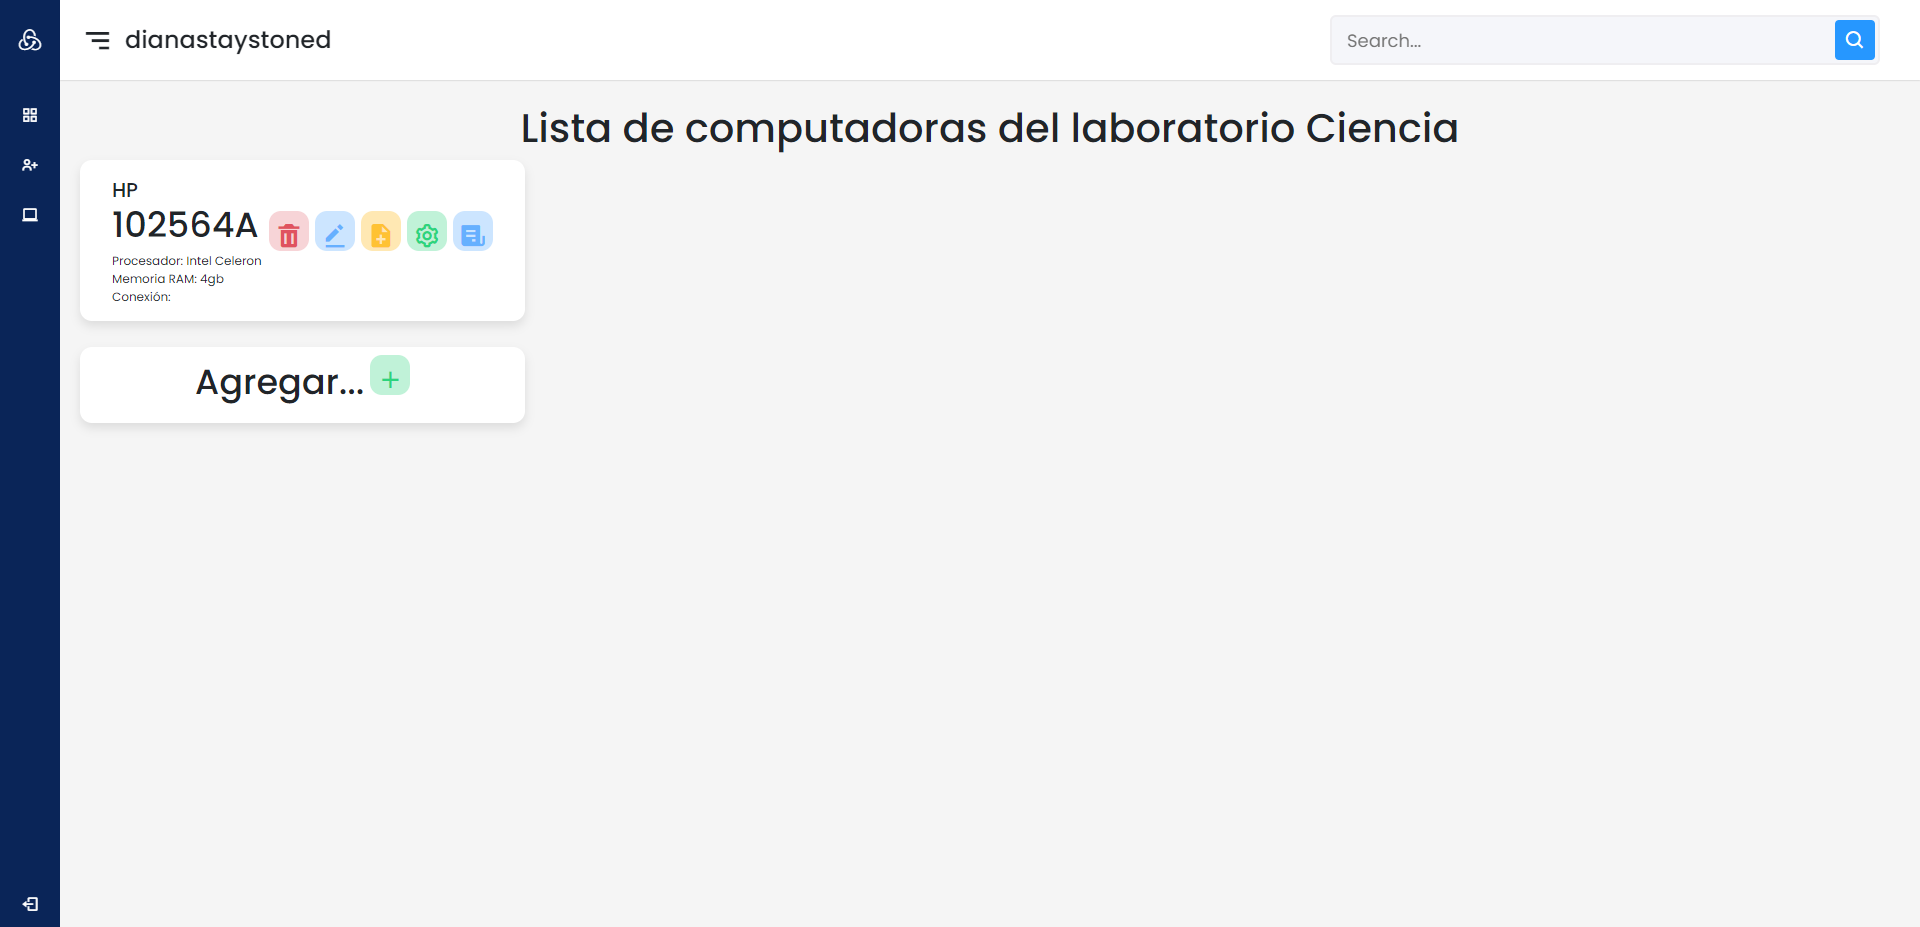 dianastaystoned
Search...
Lista de computadoras del laboratorio Ciencia
HP
102564A
Procesador: Intel Celeron
Memoria RAM: 4gb
Conexión:
Agregar...